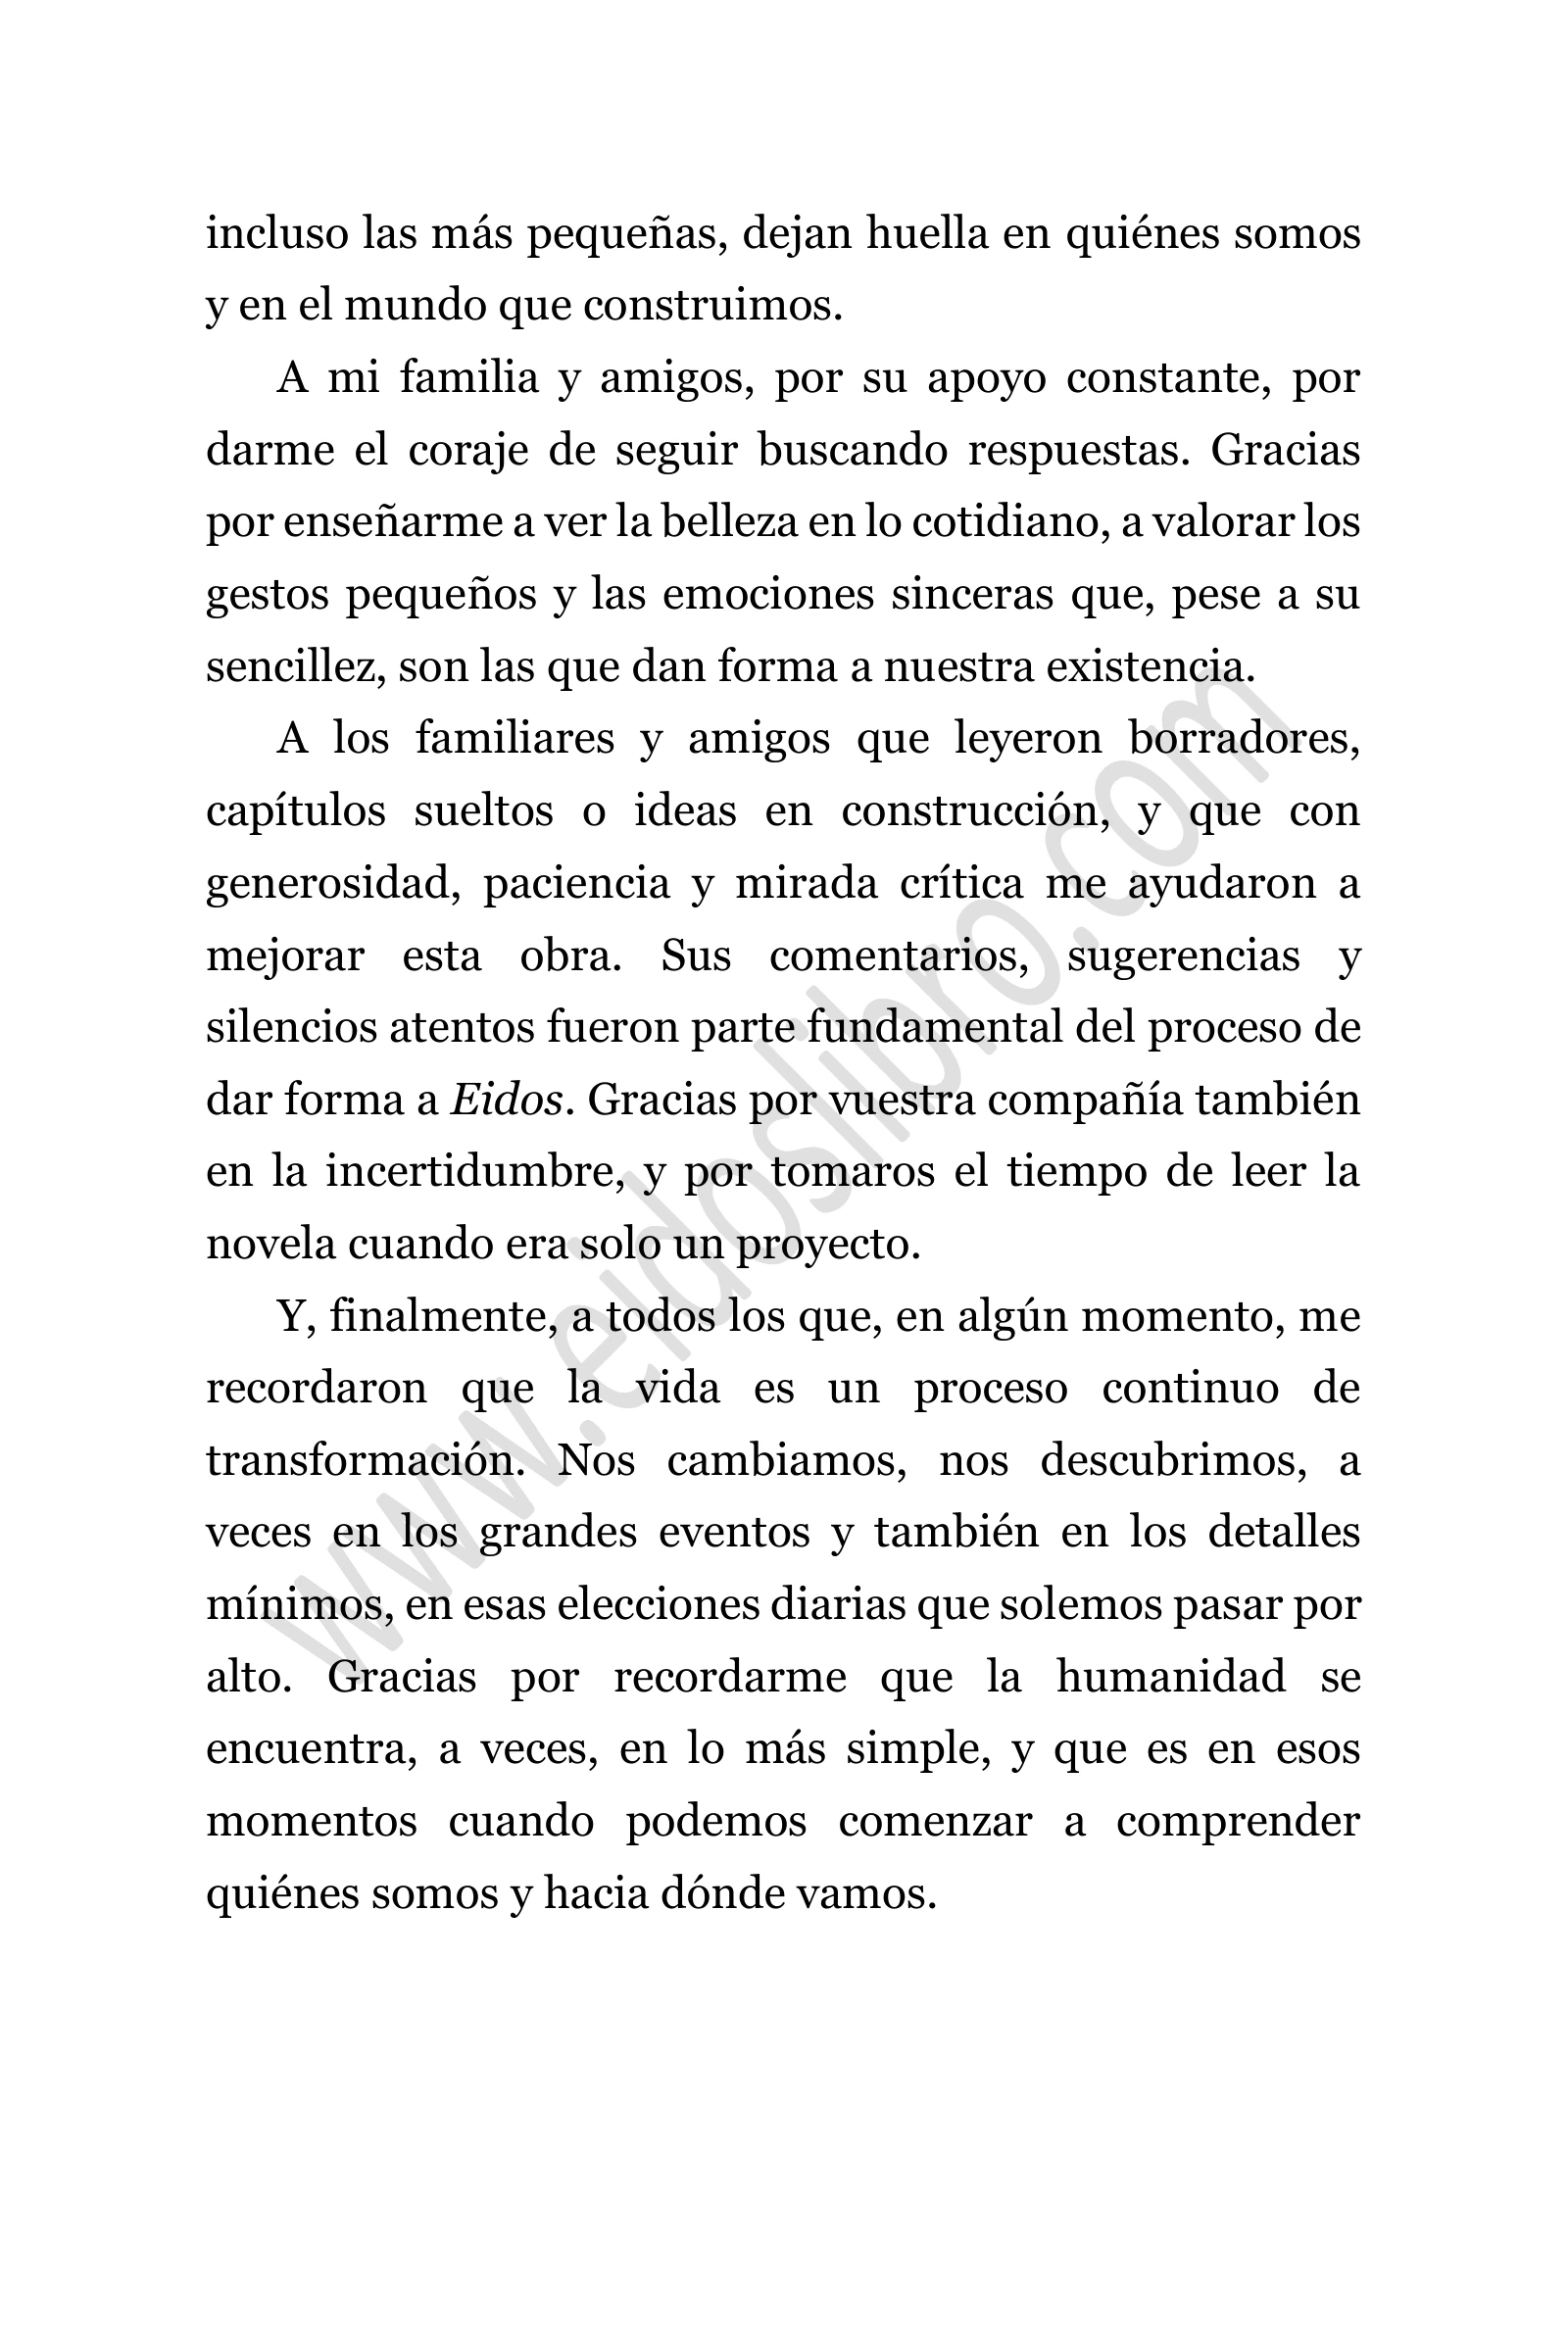 incluso las más pequeñas, dejan huella en quiénes somos
y en el mundo que construimos.
A mi familia y amigos, por su apoyo constante, por
darme el coraje de seguir buscando respuestas. Gracias
por enseñarme a ver la belleza en lo cotidiano, a valorar los
gestos pequeños y las emociones sinceras que, pese a su
sencillez, son las que dan forma a nuestra existencia.
A los familiares y amigos que leyeron borradores,
capítulos sueltos o ideas en construcción, y que con
generosidad, paciencia y mirada crítica me ayudaron a
mejorar esta obra. Sus comentarios, sugerencias y
silencios atentos fueron parte fundamental del proceso de
dar forma a Eidos. Gracias por vuestra compañía también
en la incertidumbre, y por tomaros el tiempo de leer la
novela cuando era solo un proyecto.
Y, finalmente, a todos los que, en algún momento, me
recordaron que la vida es un proceso continuo de
transformación. Nos cambiamos, nos descubrimos, a
veces en los grandes eventos y también en los detalles
mínimos, en esas elecciones diarias que solemos pasar por
alto. Gracias por recordarme que la humanidad se
encuentra, a veces, en lo más simple, y que es en esos
momentos cuando podemos comenzar a comprender
quiénes somos y hacia dónde vamos.
www.eidoslibro.com